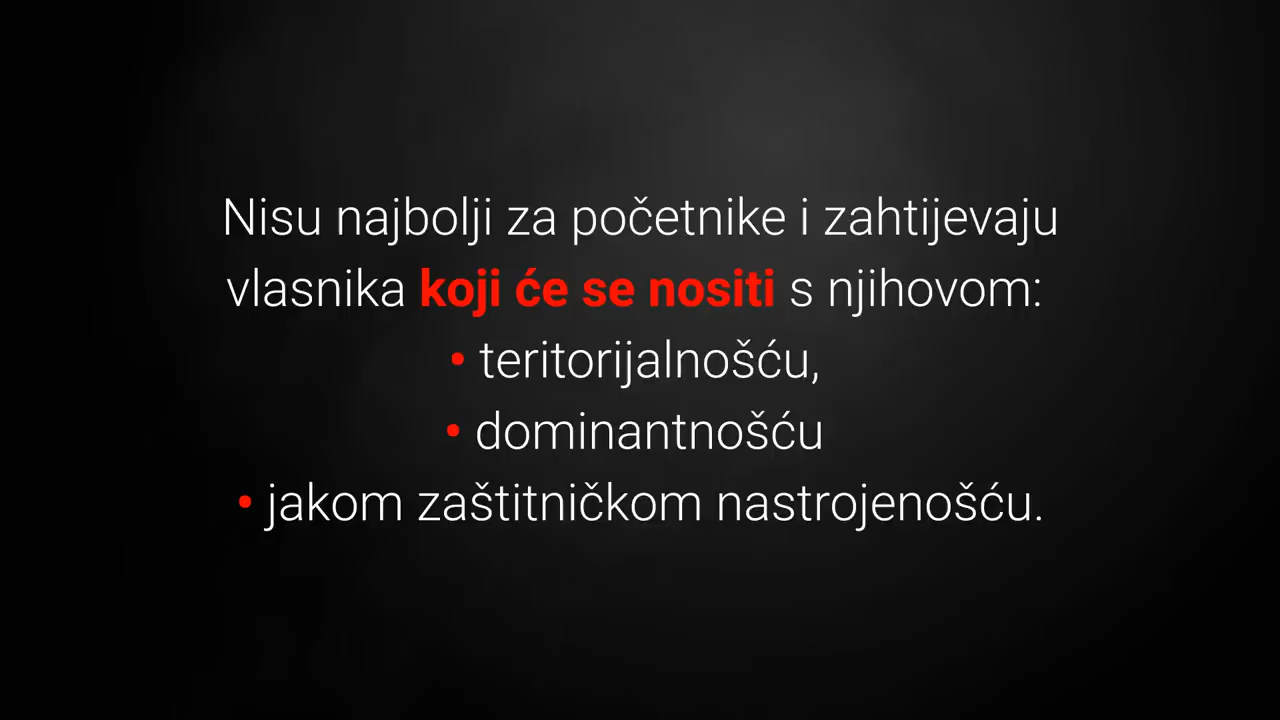 Nisu najbolji za početnike i zahtijevaju
vlasnika koji će se nositi s njihovom:
• teritorijalnošću,
• dominantnošću
• jakom zaštitničkom nastrojenošću.